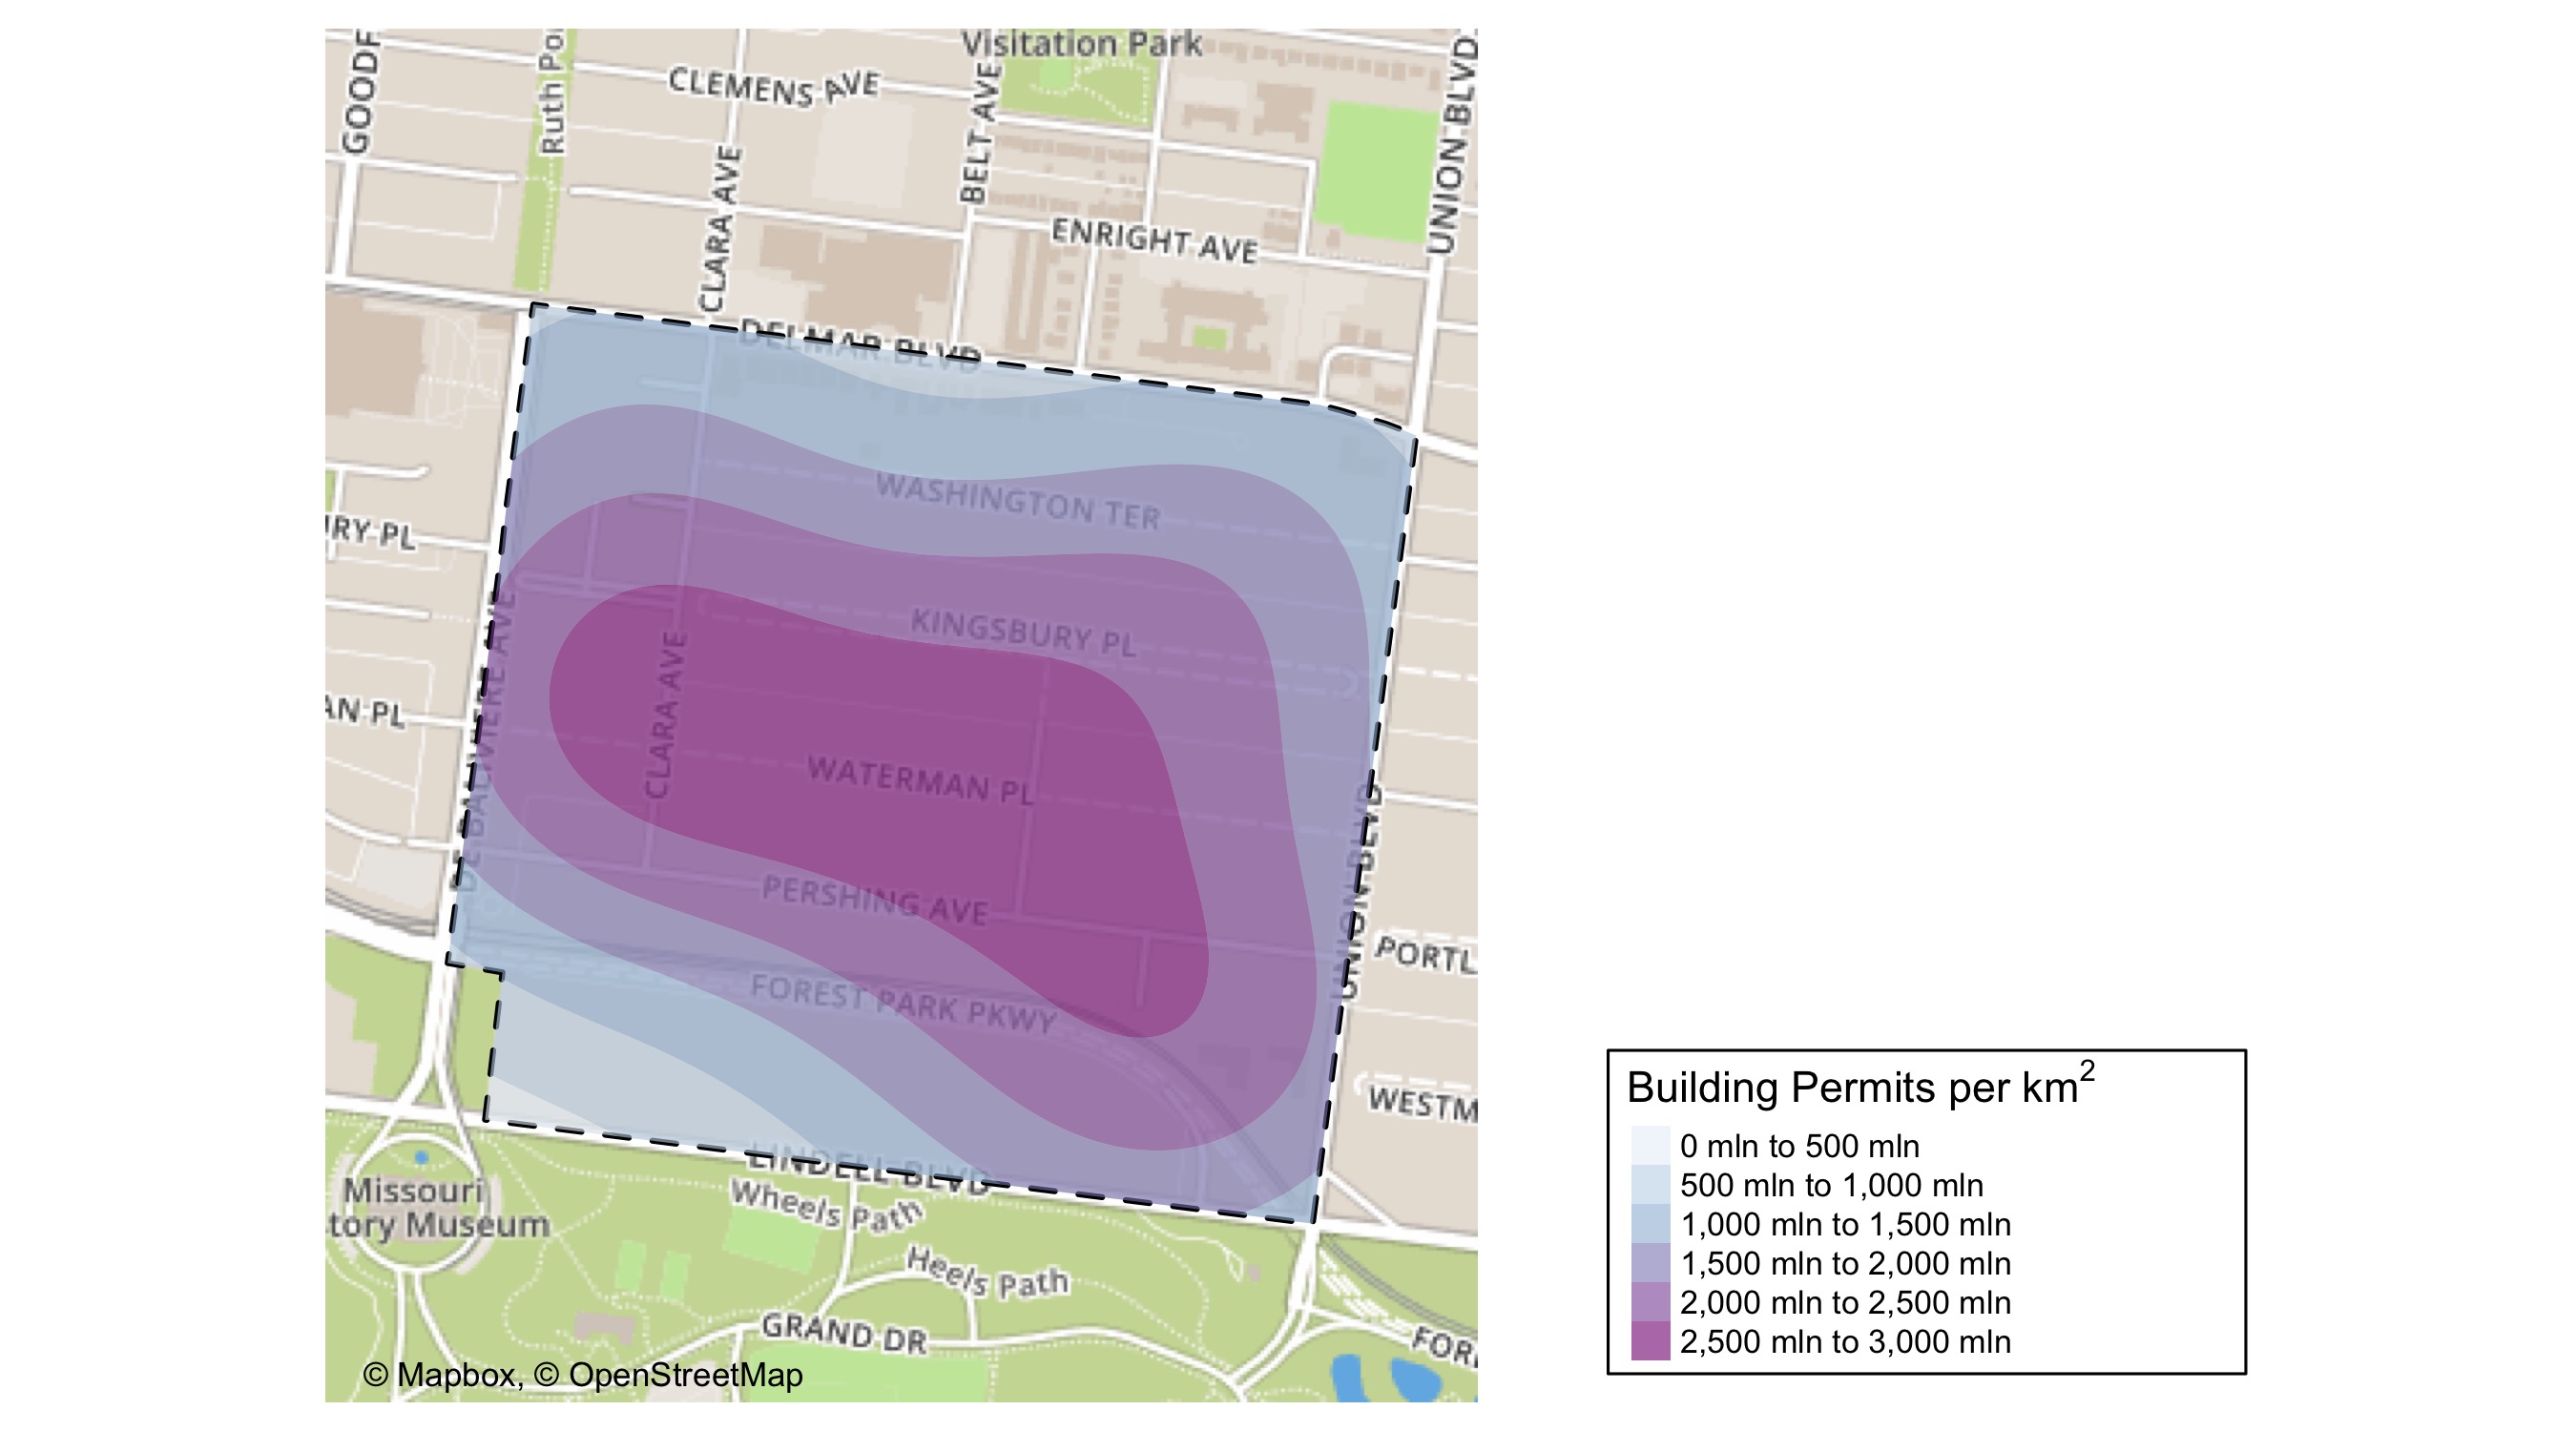 Visitation Park
GOODF
Ruth Po
CLEMENS AVE
BELT AVE
UNION BLVD
CLARA AVE
ENRIGHT AVE
DELMAR BLVD
WASHINGTON TER
IRY PL
KINGSBURY PL
CLARA AVE
AN PL
DE BALIVIERE AVE
WATERMAN PL
UNION BLVD
PERSHING AVE
PORTL
FOREST PARK PKWY
WESTM
LINDELL BLVD
Missouri
tory Museum
Wheels Path
Heels Path
GRAND DR
FOR
© Mapbox, © OpenStreetMap
Building Permits per km²
0 mln to 500 mln
500 mln to 1,000 mln
1,000 mln to 1,500 mln
1,500 mln to 2,000 mln
2,000 mln to 2,500 mln
2,500 mln to 3,000 mln